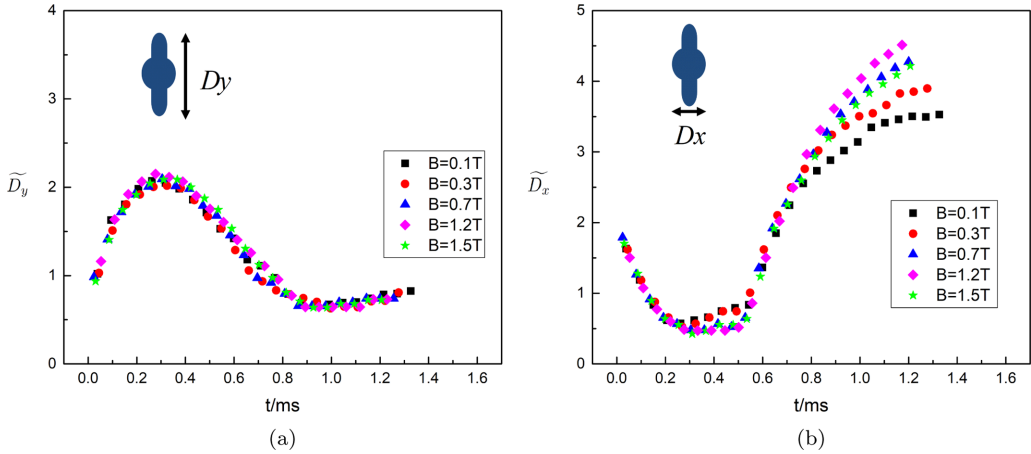 4
3
2
1
0
0.0 0.2 0.4 0.6 0.8 1.0 1.2 1.4 1.6
t/ms
D̃y
Dy
B=0.1T
B=0.3T
B=0.7T
B=1.2T
B=1.5T
(a)
5
4
3
2
1
0
0.0 0.2 0.4 0.6 0.8 1.0 1.2 1.4 1.6
t/ms
D̃x
Dx
B=0.1T
B=0.3T
B=0.7T
B=1.2T
B=1.5T
(b)